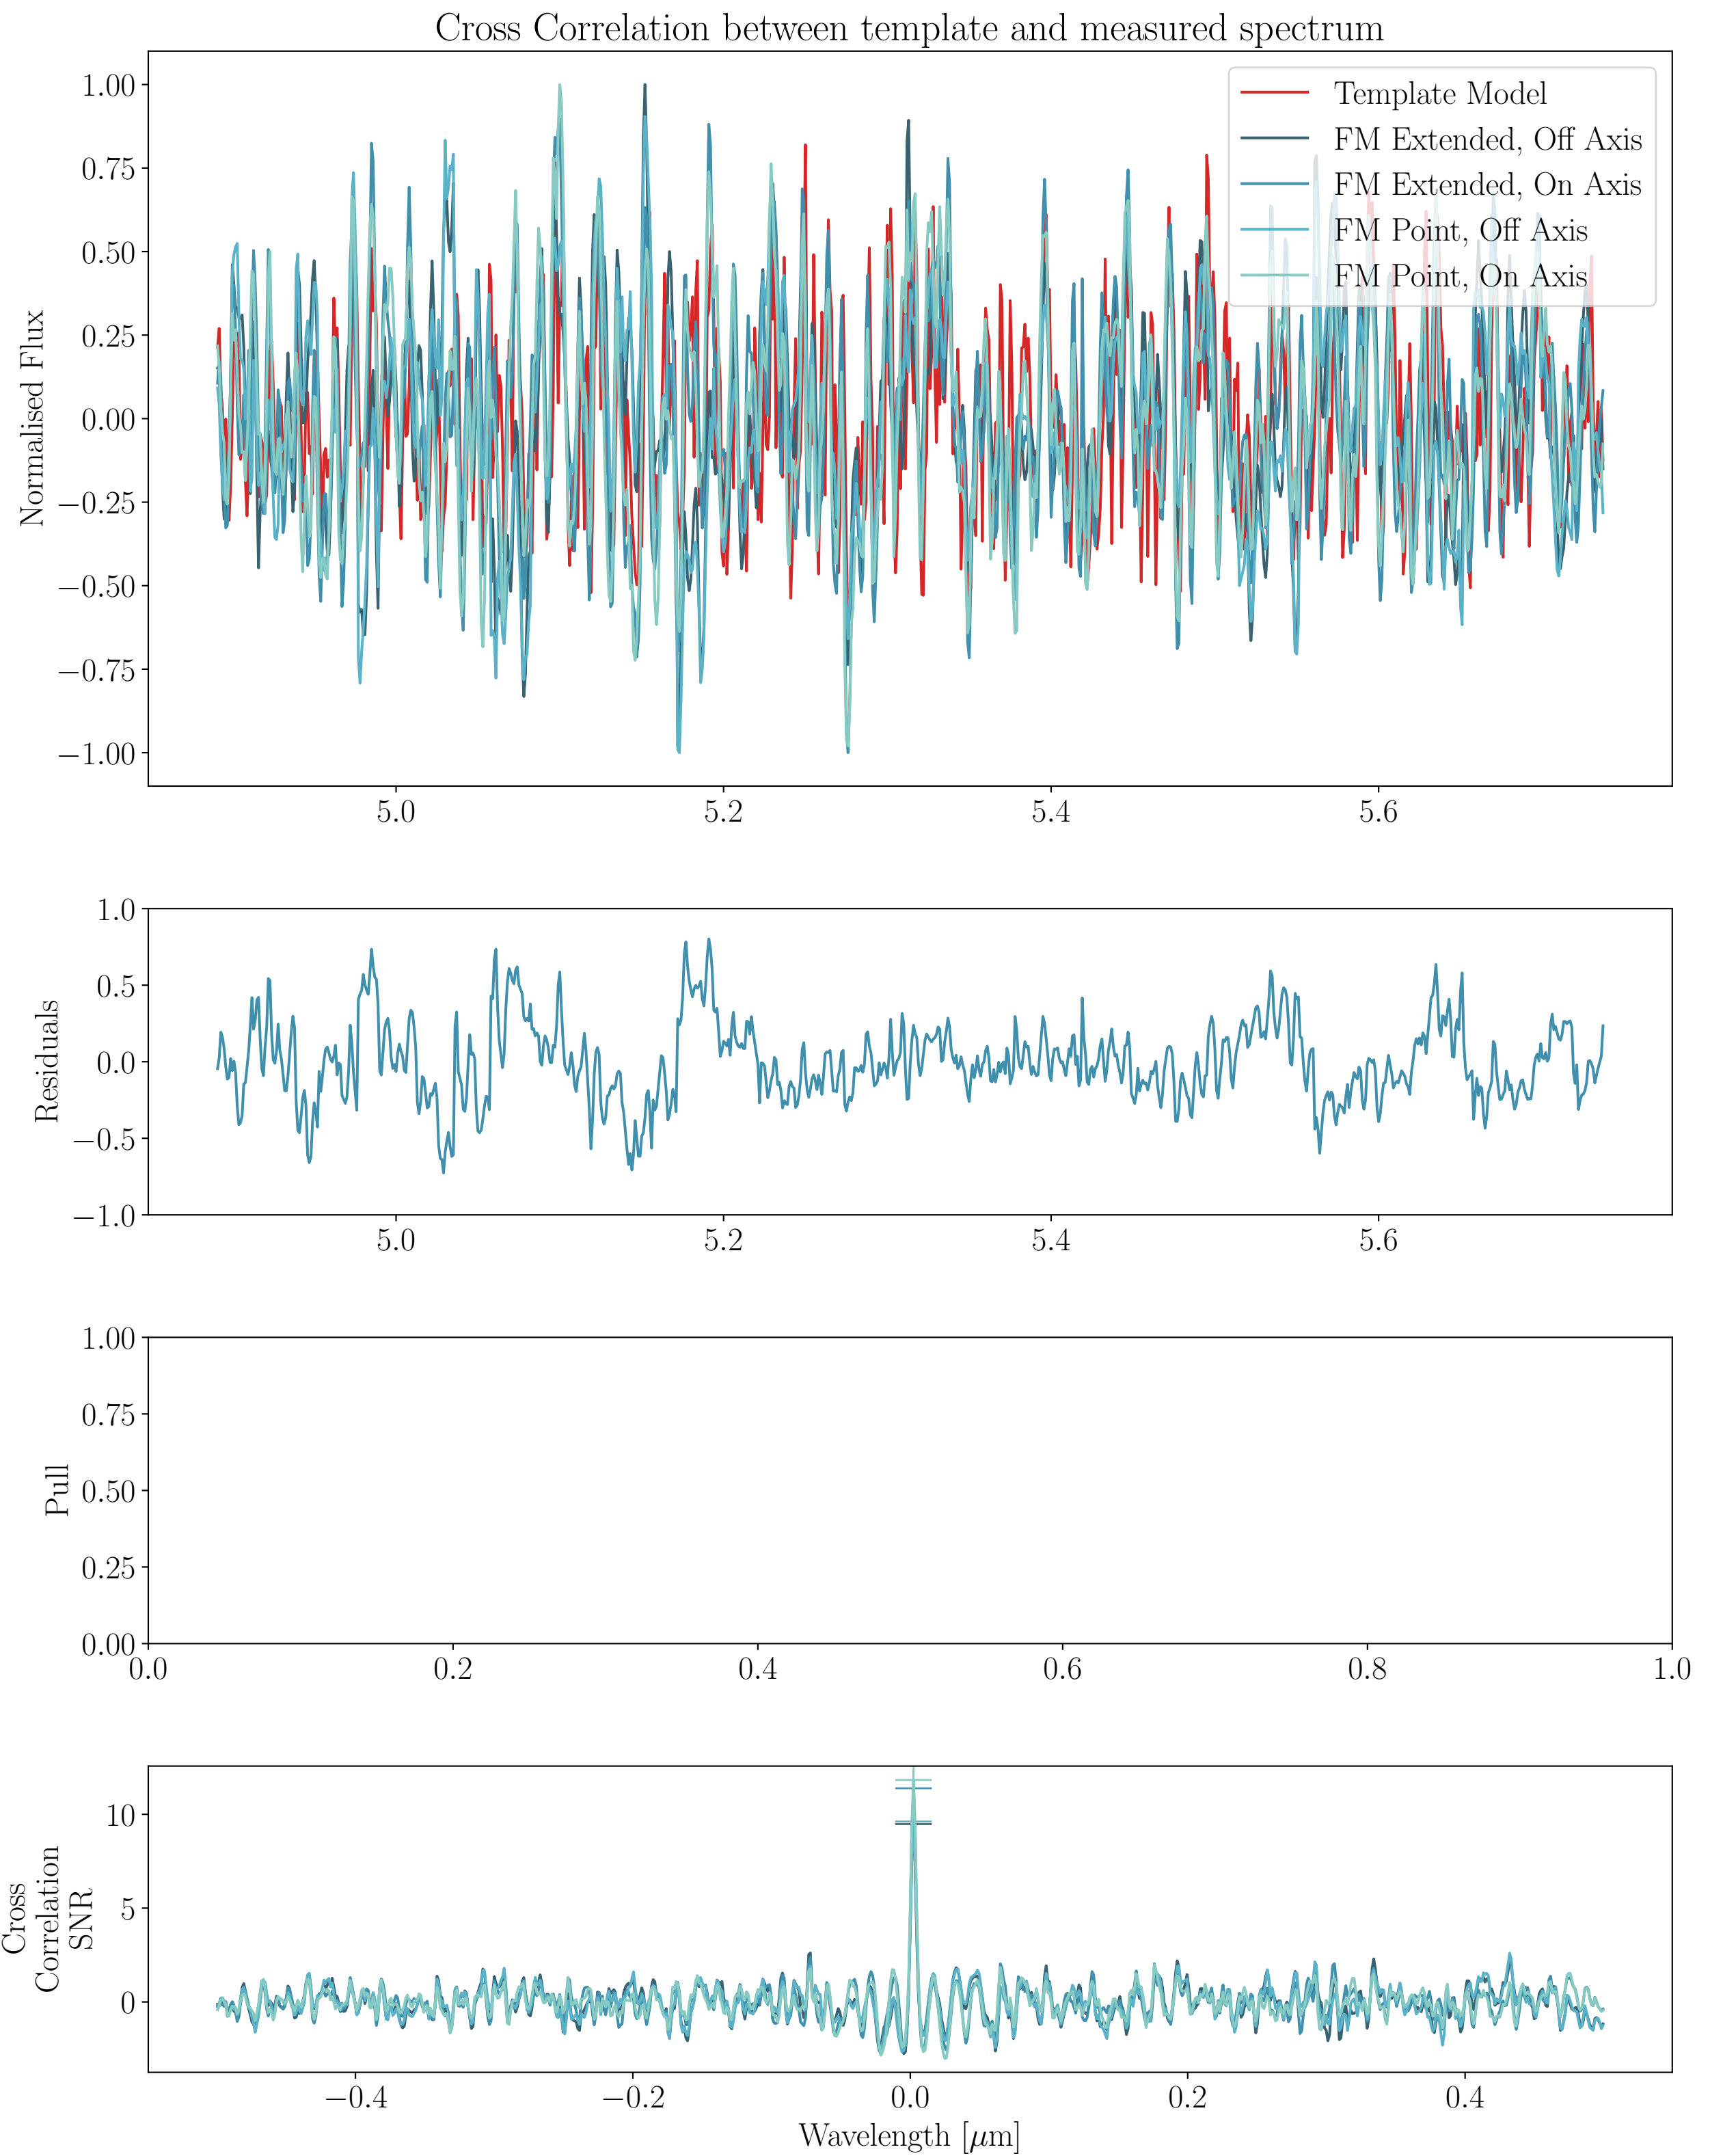 Cross Correlation between template and measured spectrum
1.00
0.75
0.50
0.25
0.00
−0.25
−0.50
−0.75
−1.00
Normalised Flux
Template Model
FM Extended, Off Axis
FM Extended, On Axis
FM Point, Off Axis
FM Point, On Axis
5.0 5.2 5.4 5.6
1.0
0.5
0.0
−0.5
−1.0
Residuals
5.0 5.2 5.4 5.6
1.00
0.75
0.50
0.25
0.00
Pull
0.0 0.2 0.4 0.6 0.8 1.0
10
5
0
Cross
Correlation
SNR
−0.4 −0.2 0.0 0.2 0.4
Wavelength [μm]